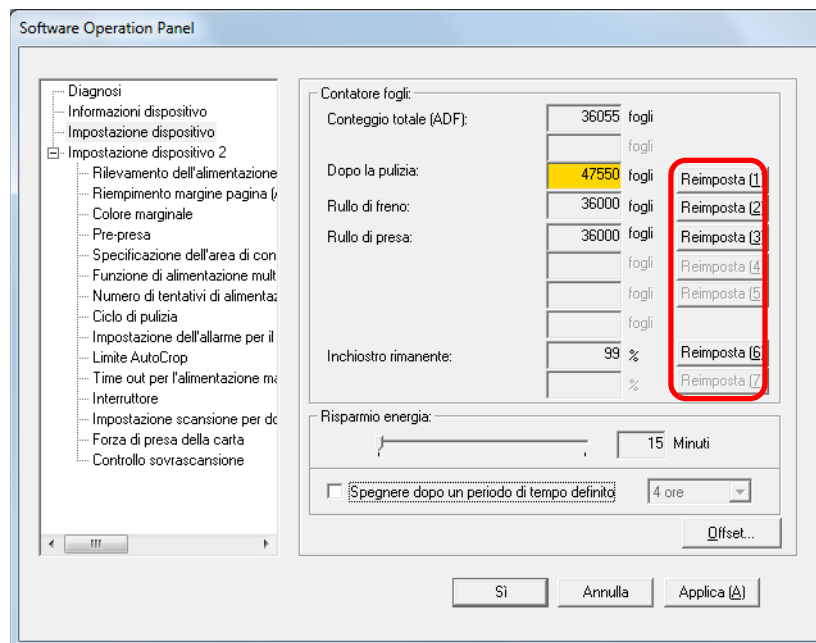 Software Operation Panel
Diagnosi
Informazioni dispositivo
Impostazione dispositivo
Impostazione dispositivo 2
Rilevamento dell'alimentazione
Riempimento margine pagina (
Colore marginale
Pre-presa
Specificazione dell'area di con
Funzione di alimentazione mult
Numero di tentativi di alimentaz
Ciclo di pulizia
Impostazione dell'allarme per il
Limite AutoCrop
Time out per l'alimentazione ma
Interruttore
Impostazione scansione per do
Forza di presa della carta
Controllo sovrascansione
Contatore fogli:
Conteggio totale (ADF): 36055 fogli
fogli
Dopo la pulizia: 47550 fogli Reimposta (1)
Rullo di freno: 36000 fogli Reimposta (2)
Rullo di presa: 36000 fogli Reimposta (3)
fogli Reimposta (4)
fogli Reimposta (5)
fogli
Inchiostro rimanente: 99 % Reimposta (6)
% Reimposta (7)
Risparmio energia:
15 Minuti
Spegnere dopo un periodo di tempo definito 4 ore
Offset...
Sì Annulla Applica (A)